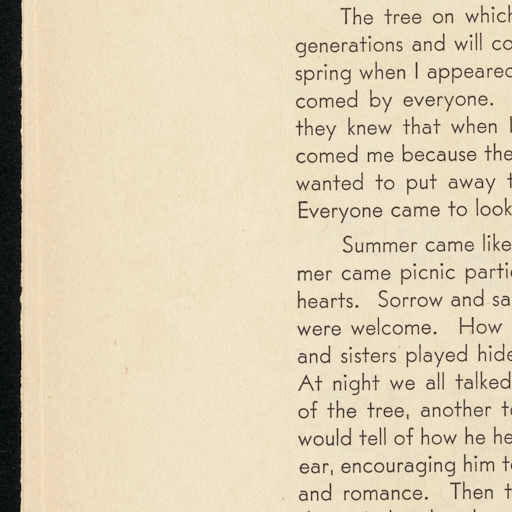 The tree on which
generations and will co
spring when I appeared
comed by everyone.
they knew that when I
comed me because the
wanted to put away t
Everyone came to look
Summer came like
mer came picnic parti
hearts. Sorrow and sa
were welcome. How
and sisters played hide
At night we all talked
of the tree, another t
would tell of how he he
ear, encouraging him t
and romance. Then t